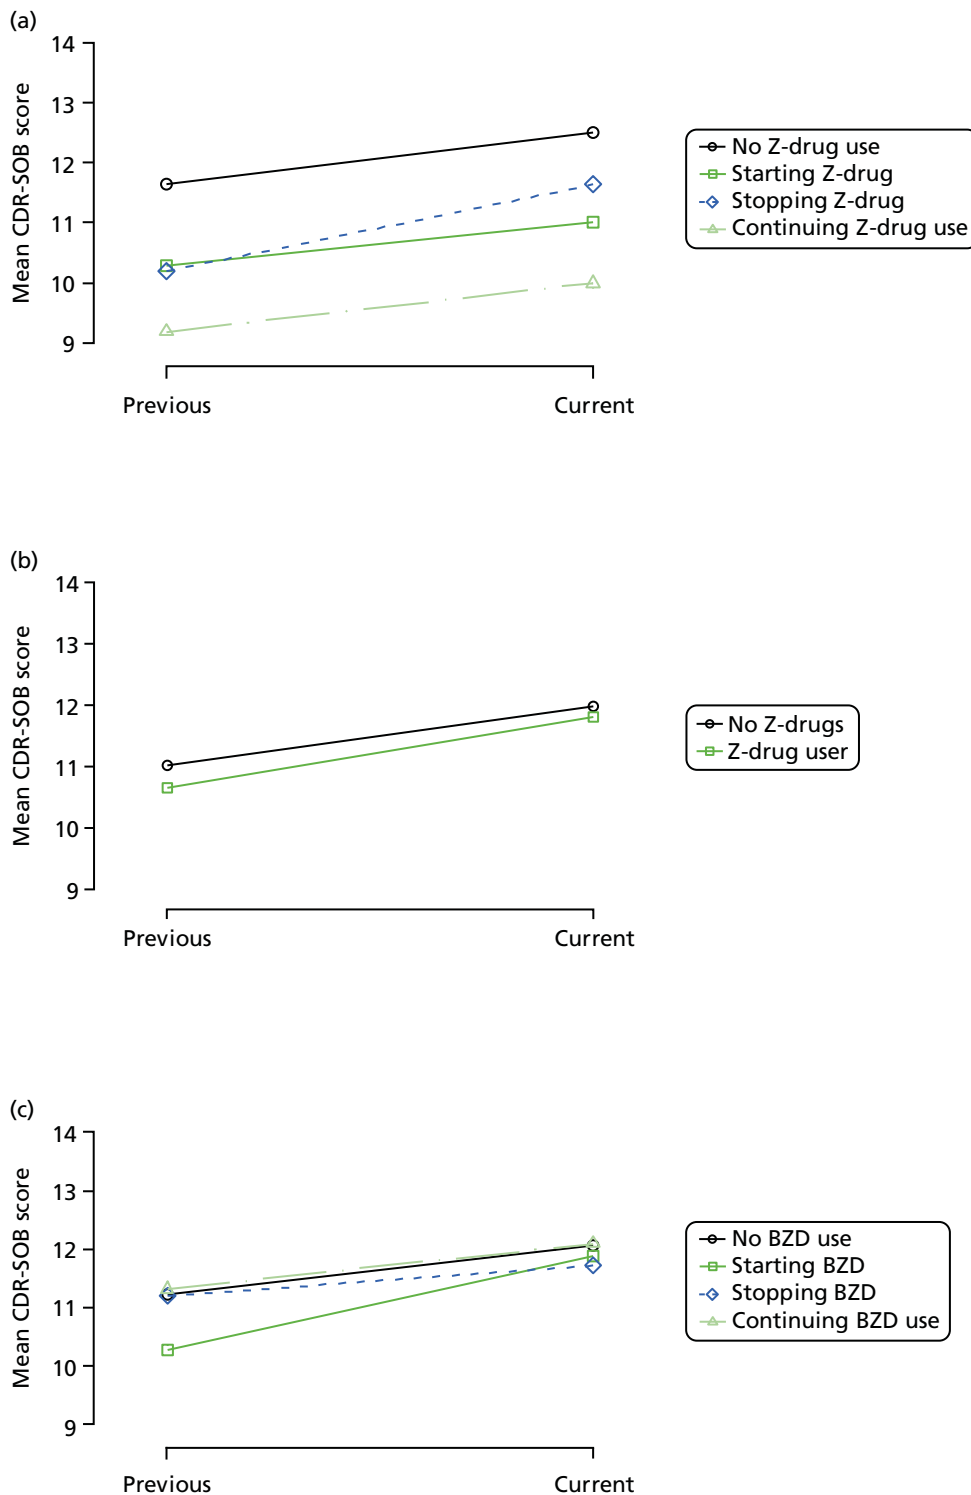 (a)
Mean CDR-SOB score
14
13
12
11
10
9
Previous
Current
No Z-drug use
Starting Z-drug
Stopping Z-drug
Continuing Z-drug use
(b)
Mean CDR-SOB score
14
13
12
11
10
9
Previous
Current
No Z-drugs
Z-drug user
(c)
Mean CDR-SOB score
14
13
12
11
10
9
Previous
Current
No BZD use
Starting BZD
Stopping BZD
Continuing BZD use